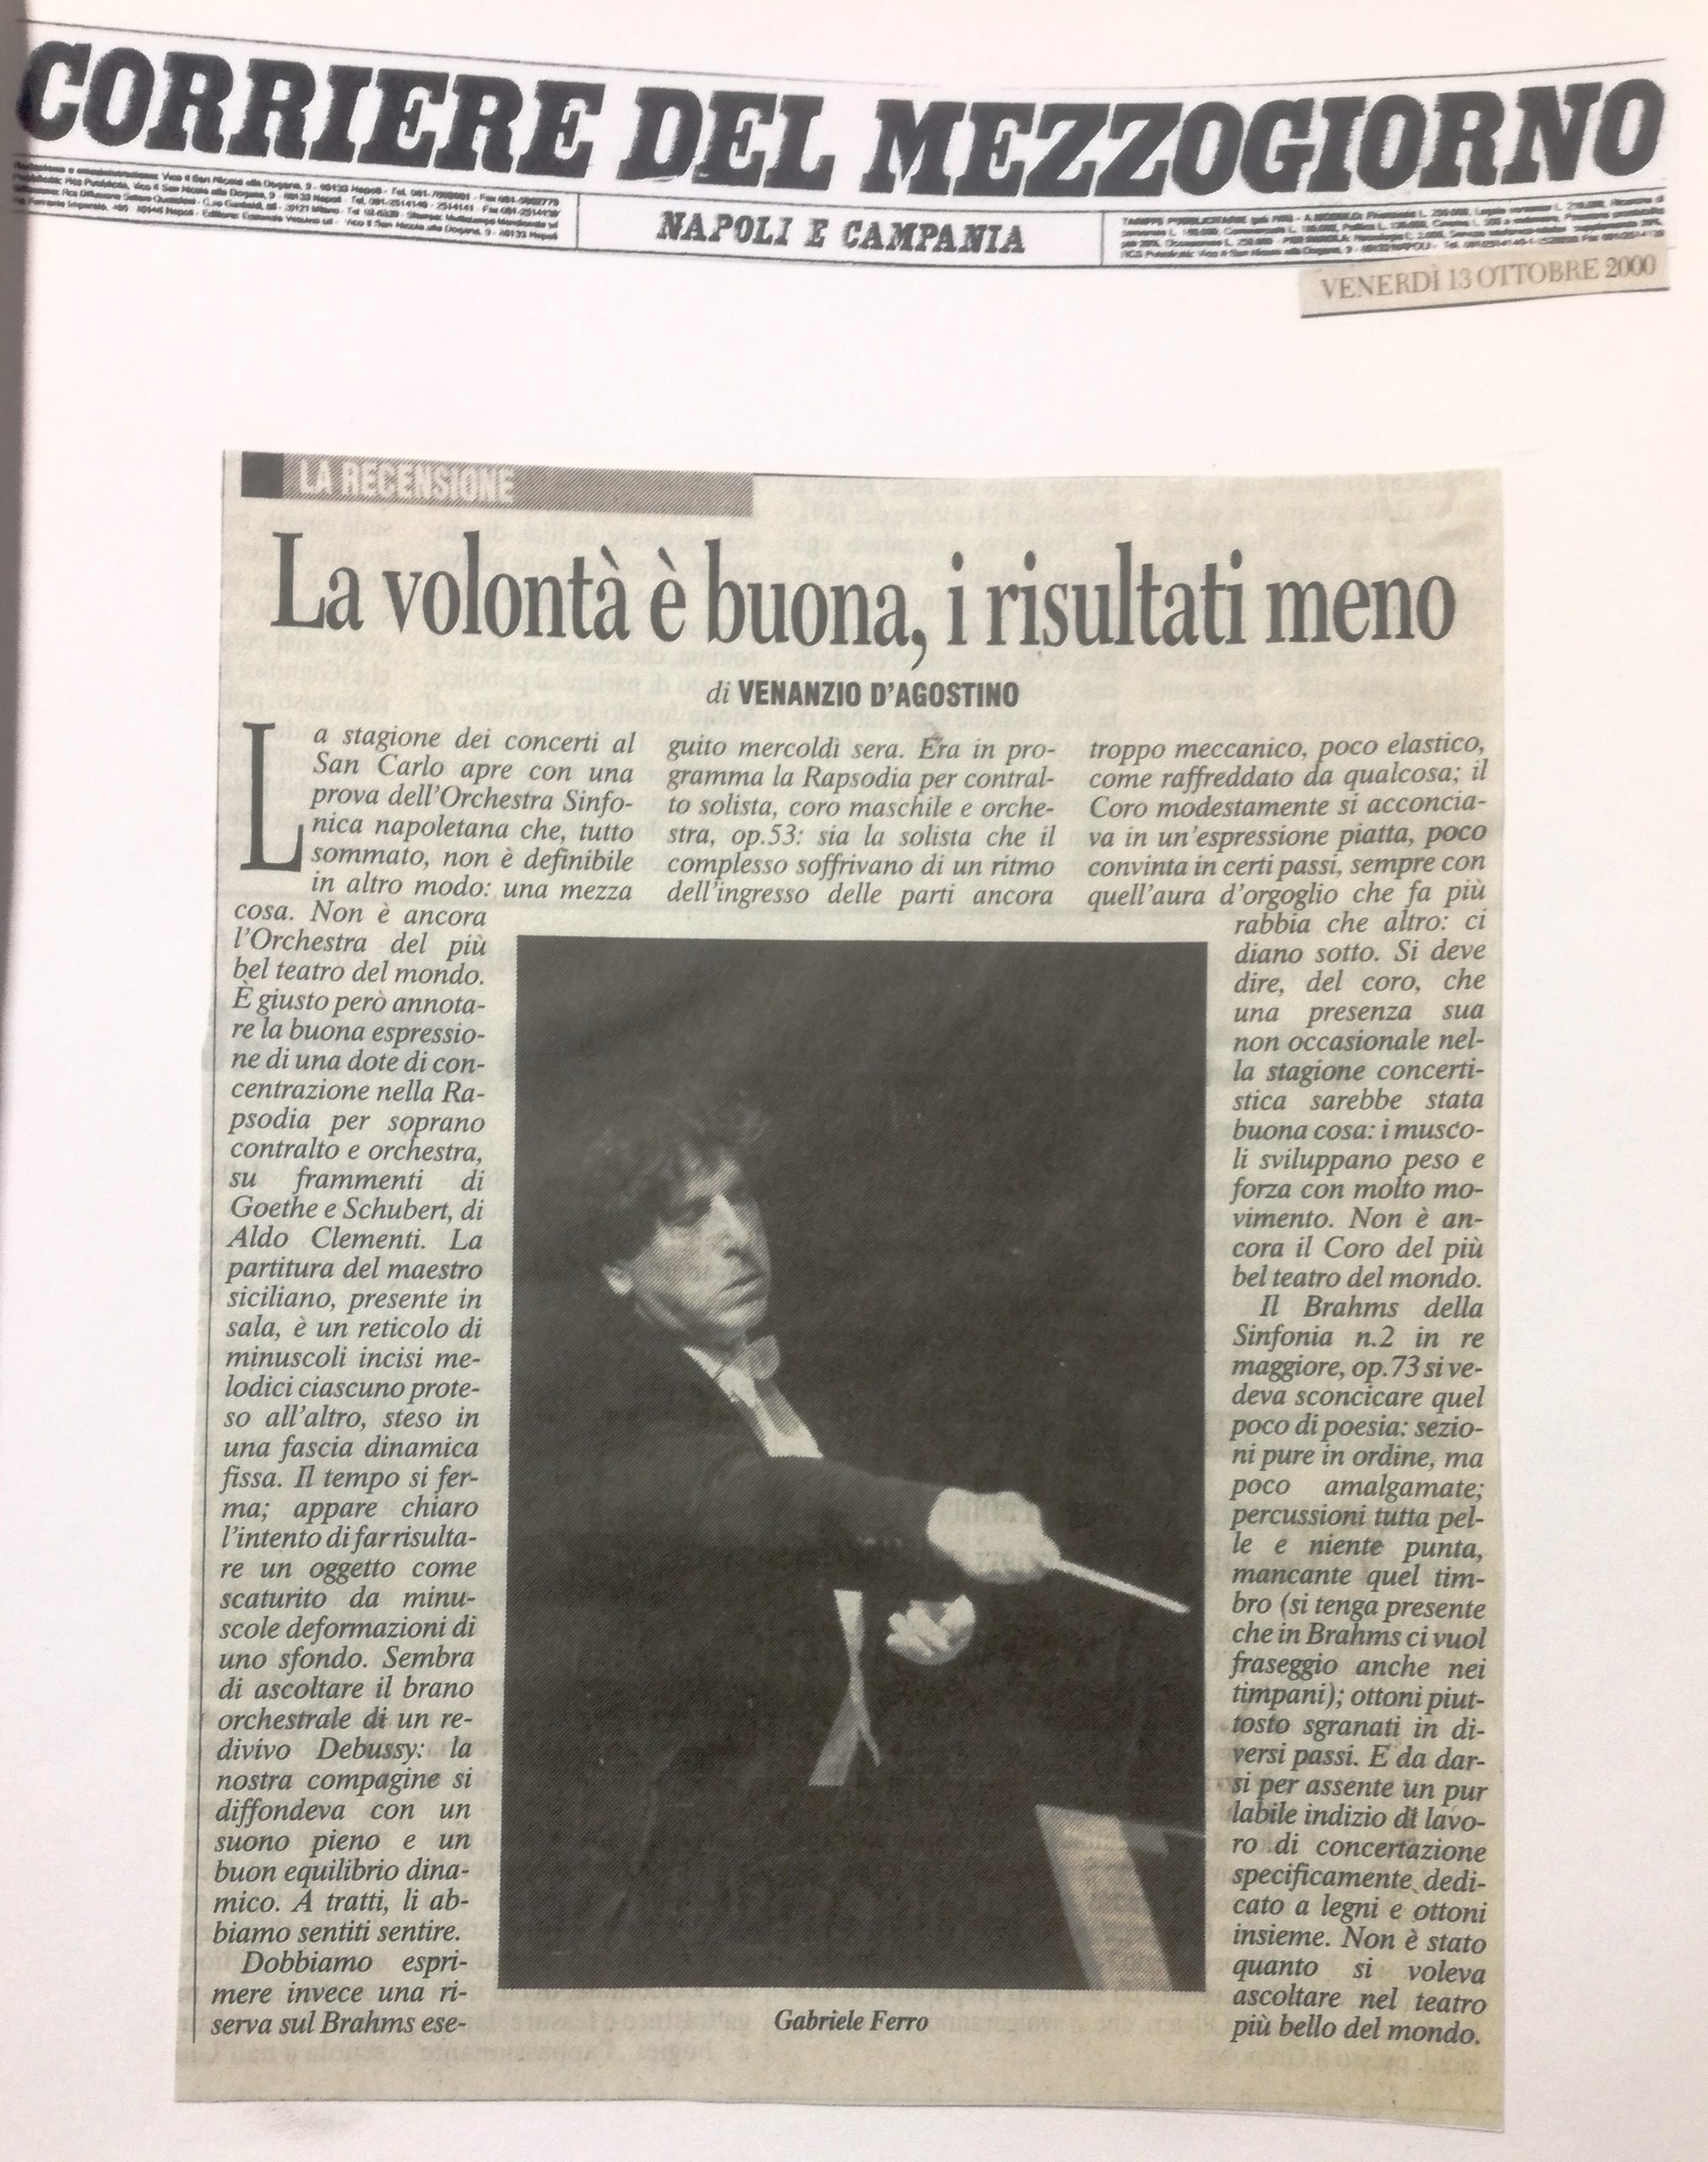 CORRIERE DEL MEZZOGIORNO
NAPOLI E CAMPANIA
VENERDÌ 13 OTTOBRE 2000
LA RECENSIONE
La volontà è buona, i risultati meno
di VENANZIO D'AGOSTINO
La stagione dei concerti al
San Carlo apre con una
prova dell'Orchestra Sinfo-
nica napoletana che, tutto
sommato, non è definibile
in altro modo: una mezza
cosa. Non è ancora
l'Orchestra del più
bel teatro del mondo.
È giusto però annota-
re la buona espressio-
ne di una dote di con-
centrazione nella Ra-
psodia per soprano
contralto e orchestra,
su frammenti di
Goethe e Schubert, di
Aldo Clementi. La
partitura del maestro
siciliano, presente in
sala, è un reticolo di
minuscoli incisi me-
lodici ciascuno prote-
so all'altro, steso in
una fascia dinamica
fissa. Il tempo si fer-
ma; appare chiaro
l'intento di far risulta-
re un oggetto come
scaturito da minu-
scole deformazioni di
uno sfondo. Sembra
di ascoltare il brano
orchestrale di un re-
divivo Debussy: la
nostra compagine si
diffondeva con un
suono pieno e un
buon equilibrio dina-
mico. A tratti, li ab-
biamo sentiti sentire.
Dobbiamo espri-
mere invece una ri-
serva sul Brahms ese-
guito mercoldì sera. Era in pro-
gramma la Rapsodia per contral-
to solista, coro maschile e orche-
stra, op.53: sia la solista che il
complesso soffrivano di un ritmo
dell'ingresso delle parti ancora
troppo meccanico, poco elastico,
come raffreddato da qualcosa; il
Coro modestamente si acconcia-
va in un'espressione piatta, poco
convinta in certi passi, sempre con
quell'aura d'orgoglio che fa più
rabbia che altro: ci
diano sotto. Si deve
dire, del coro, che
una presenza sua
non occasionale nel-
la stagione concerti-
stica sarebbe stata
buona cosa: i musco-
li sviluppano peso e
forza con molto mo-
vimento. Non è an-
cora il Coro del più
bel teatro del mondo.
Il Brahms della
Sinfonia n.2 in re
maggiore, op.73 si ve-
deva sconcicare quel
poco di poesia: sezio-
ni pure in ordine, ma
poco amalgamate;
percussioni tutta pel-
le e niente punta,
mancante quel tim-
bro (si tenga presente
che in Brahms ci vuol
fraseggio anche nei
timpani); ottoni piut-
tosto sgranati in di-
versi passi. E da dar-
si per assente un pur
labile indizio di lavo-
ro di concertazione
specificamente dedi-
cato a legni e ottoni
insieme. Non è stato
quanto si voleva
ascoltare nel teatro
più bello del mondo.
Gabriele Ferro